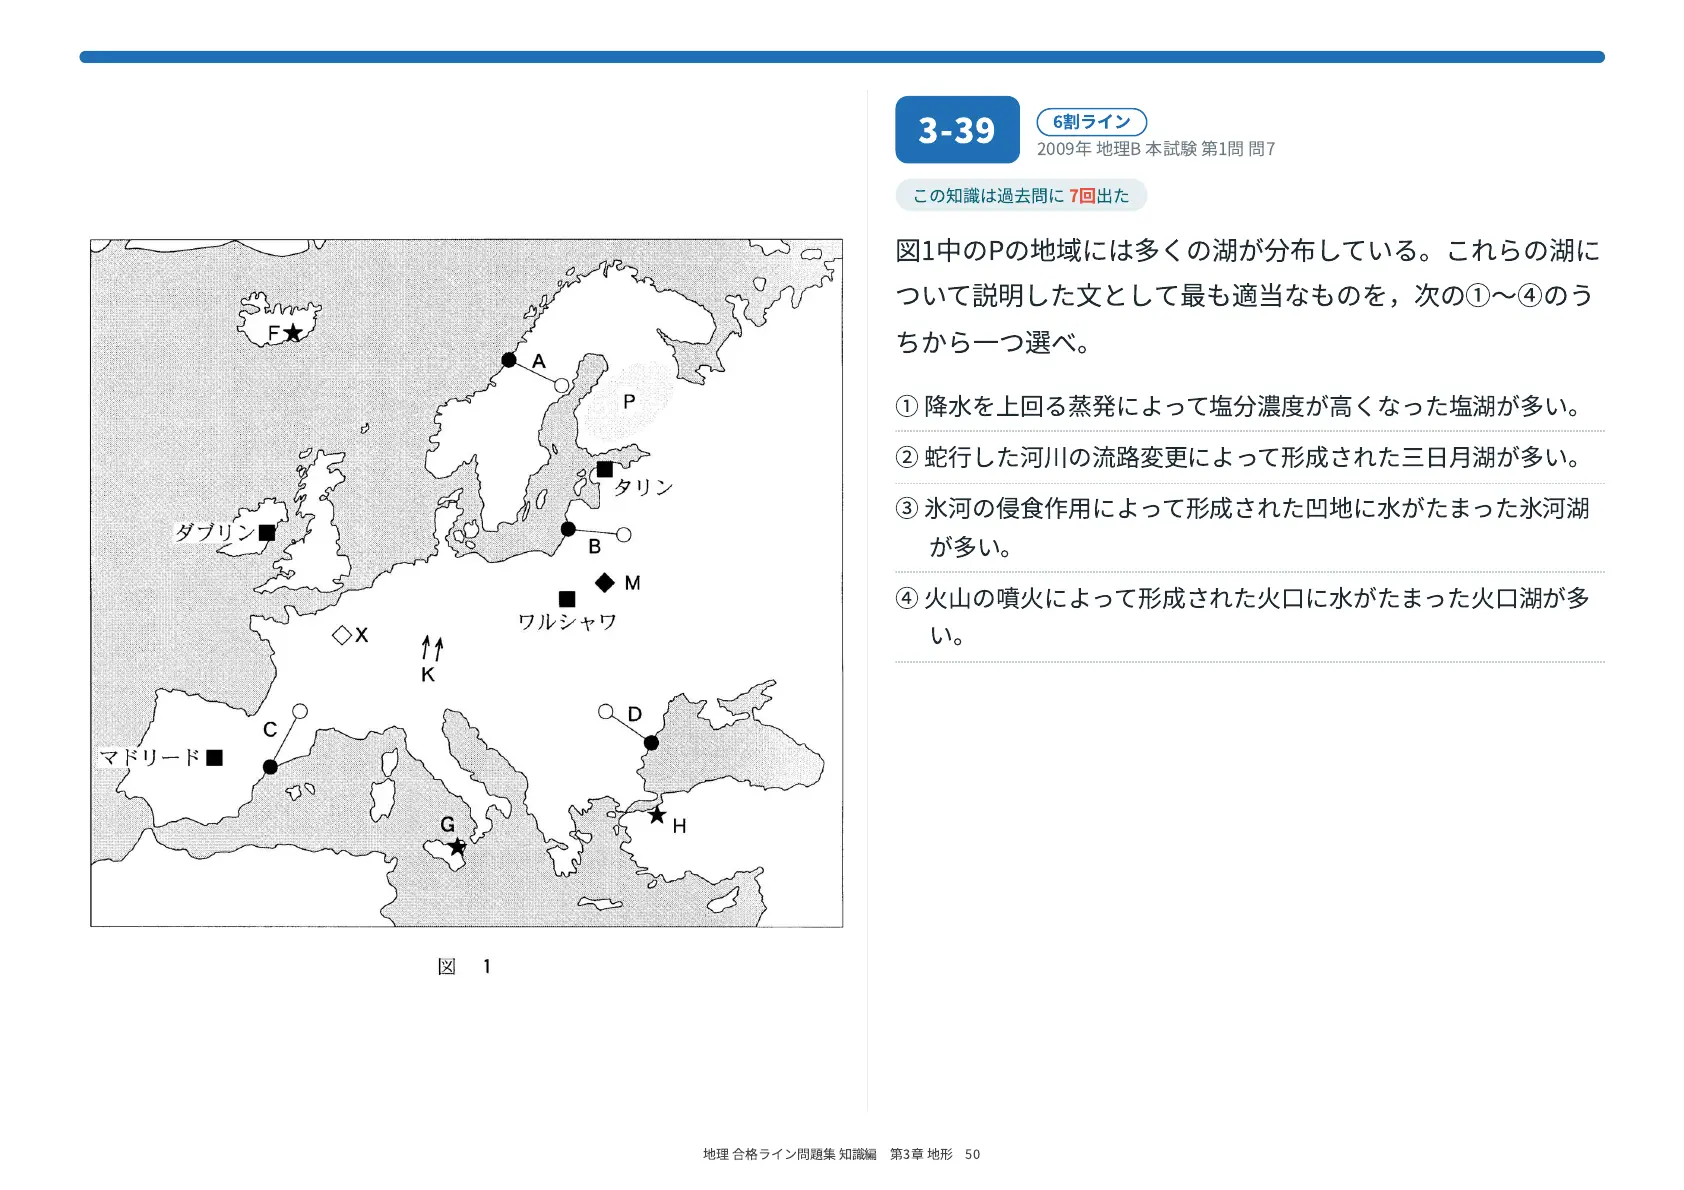 3-39
6割ライン
2009年 地理B 本試験 第1問 問7
この知識は過去問に 7回出た
図1中のPの地域には多くの湖が分布している。これらの湖に
ついて説明した文として最も適当なものを，次の①〜④のう
ちから一つ選べ。
① 降水を上回る蒸発によって塩分濃度が高くなった塩湖が多い。
② 蛇行した河川の流路変更によって形成された三日月湖が多い。
③ 氷河の侵食作用によって形成された凹地に水がたまった氷河湖
が多い。
④ 火山の噴火によって形成された火口に水がたまった火口湖が多
い。
F
A
P
タリン
ダブリン
B
M
ワルシャワ
X
K
C
D
マドリード
G
H
図 1
地理 合格ライン問題集 知識編 第3章 地形 50